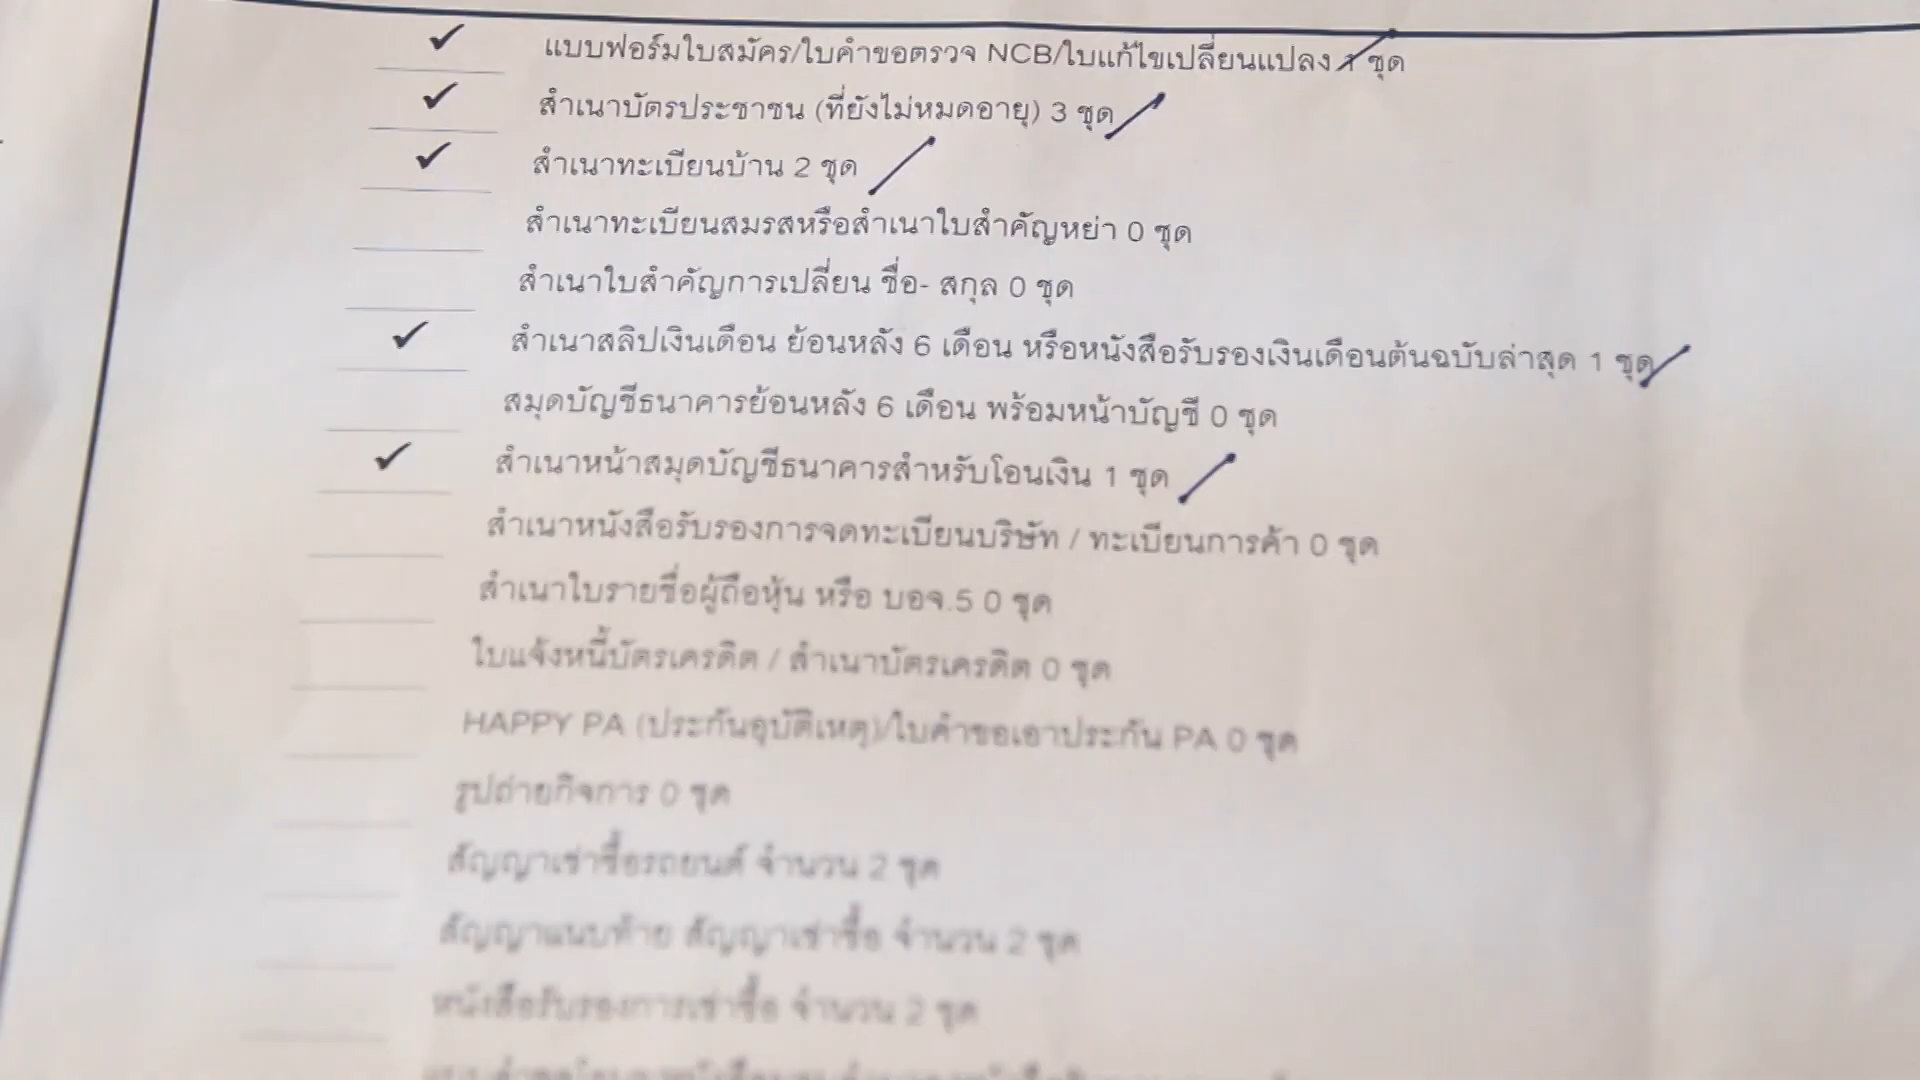 ✓ แบบฟอร์มใบสมัคร/ใบคำขอตรวจ NCB/ใบแก้ไขเปลี่ยนแปลง 1 ชุด
✓ สำเนาบัตรประชาชน (ที่ยังไม่หมดอายุ) 3 ชุด
✓ สำเนาทะเบียนบ้าน 2 ชุด
สำเนาทะเบียนสมรสหรือสำเนาใบสำคัญหย่า 0 ชุด
สำเนาใบสำคัญการเปลี่ยน ชื่อ- สกุล 0 ชุด
✓ สำเนาสลิปเงินเดือน ย้อนหลัง 6 เดือน หรือหนังสือรับรองเงินเดือนต้นฉบับล่าสุด 1 ชุด
สมุดบัญชีธนาคารย้อนหลัง 6 เดือน พร้อมหน้าบัญชี 0 ชุด
✓ สำเนาหน้าสมุดบัญชีธนาคารสำหรับโอนเงิน 1 ชุด
สำเนาหนังสือรับรองการจดทะเบียนบริษัท / ทะเบียนการค้า 0 ชุด
สำเนาใบรายชื่อผู้ถือหุ้น หรือ บอจ.5 0 ชุด
ใบแจ้งหนี้บัตรเครดิต / สำเนาบัตรเครดิต 0 ชุด
HAPPY PA (ประกันอุบัติเหตุ)/ใบคำขอเอาประกัน PA 0 ชุด
รูปถ่ายกิจการ 0 ชุด
สัญญาเช่าซื้อรถยนต์ จำนวน 2 ชุด
สัญญาแนบท้าย สัญญาเช่าซื้อ จำนวน 2 ชุด
หนังสือรับรองการเช่าซื้อ จำนวน 2 ชุด